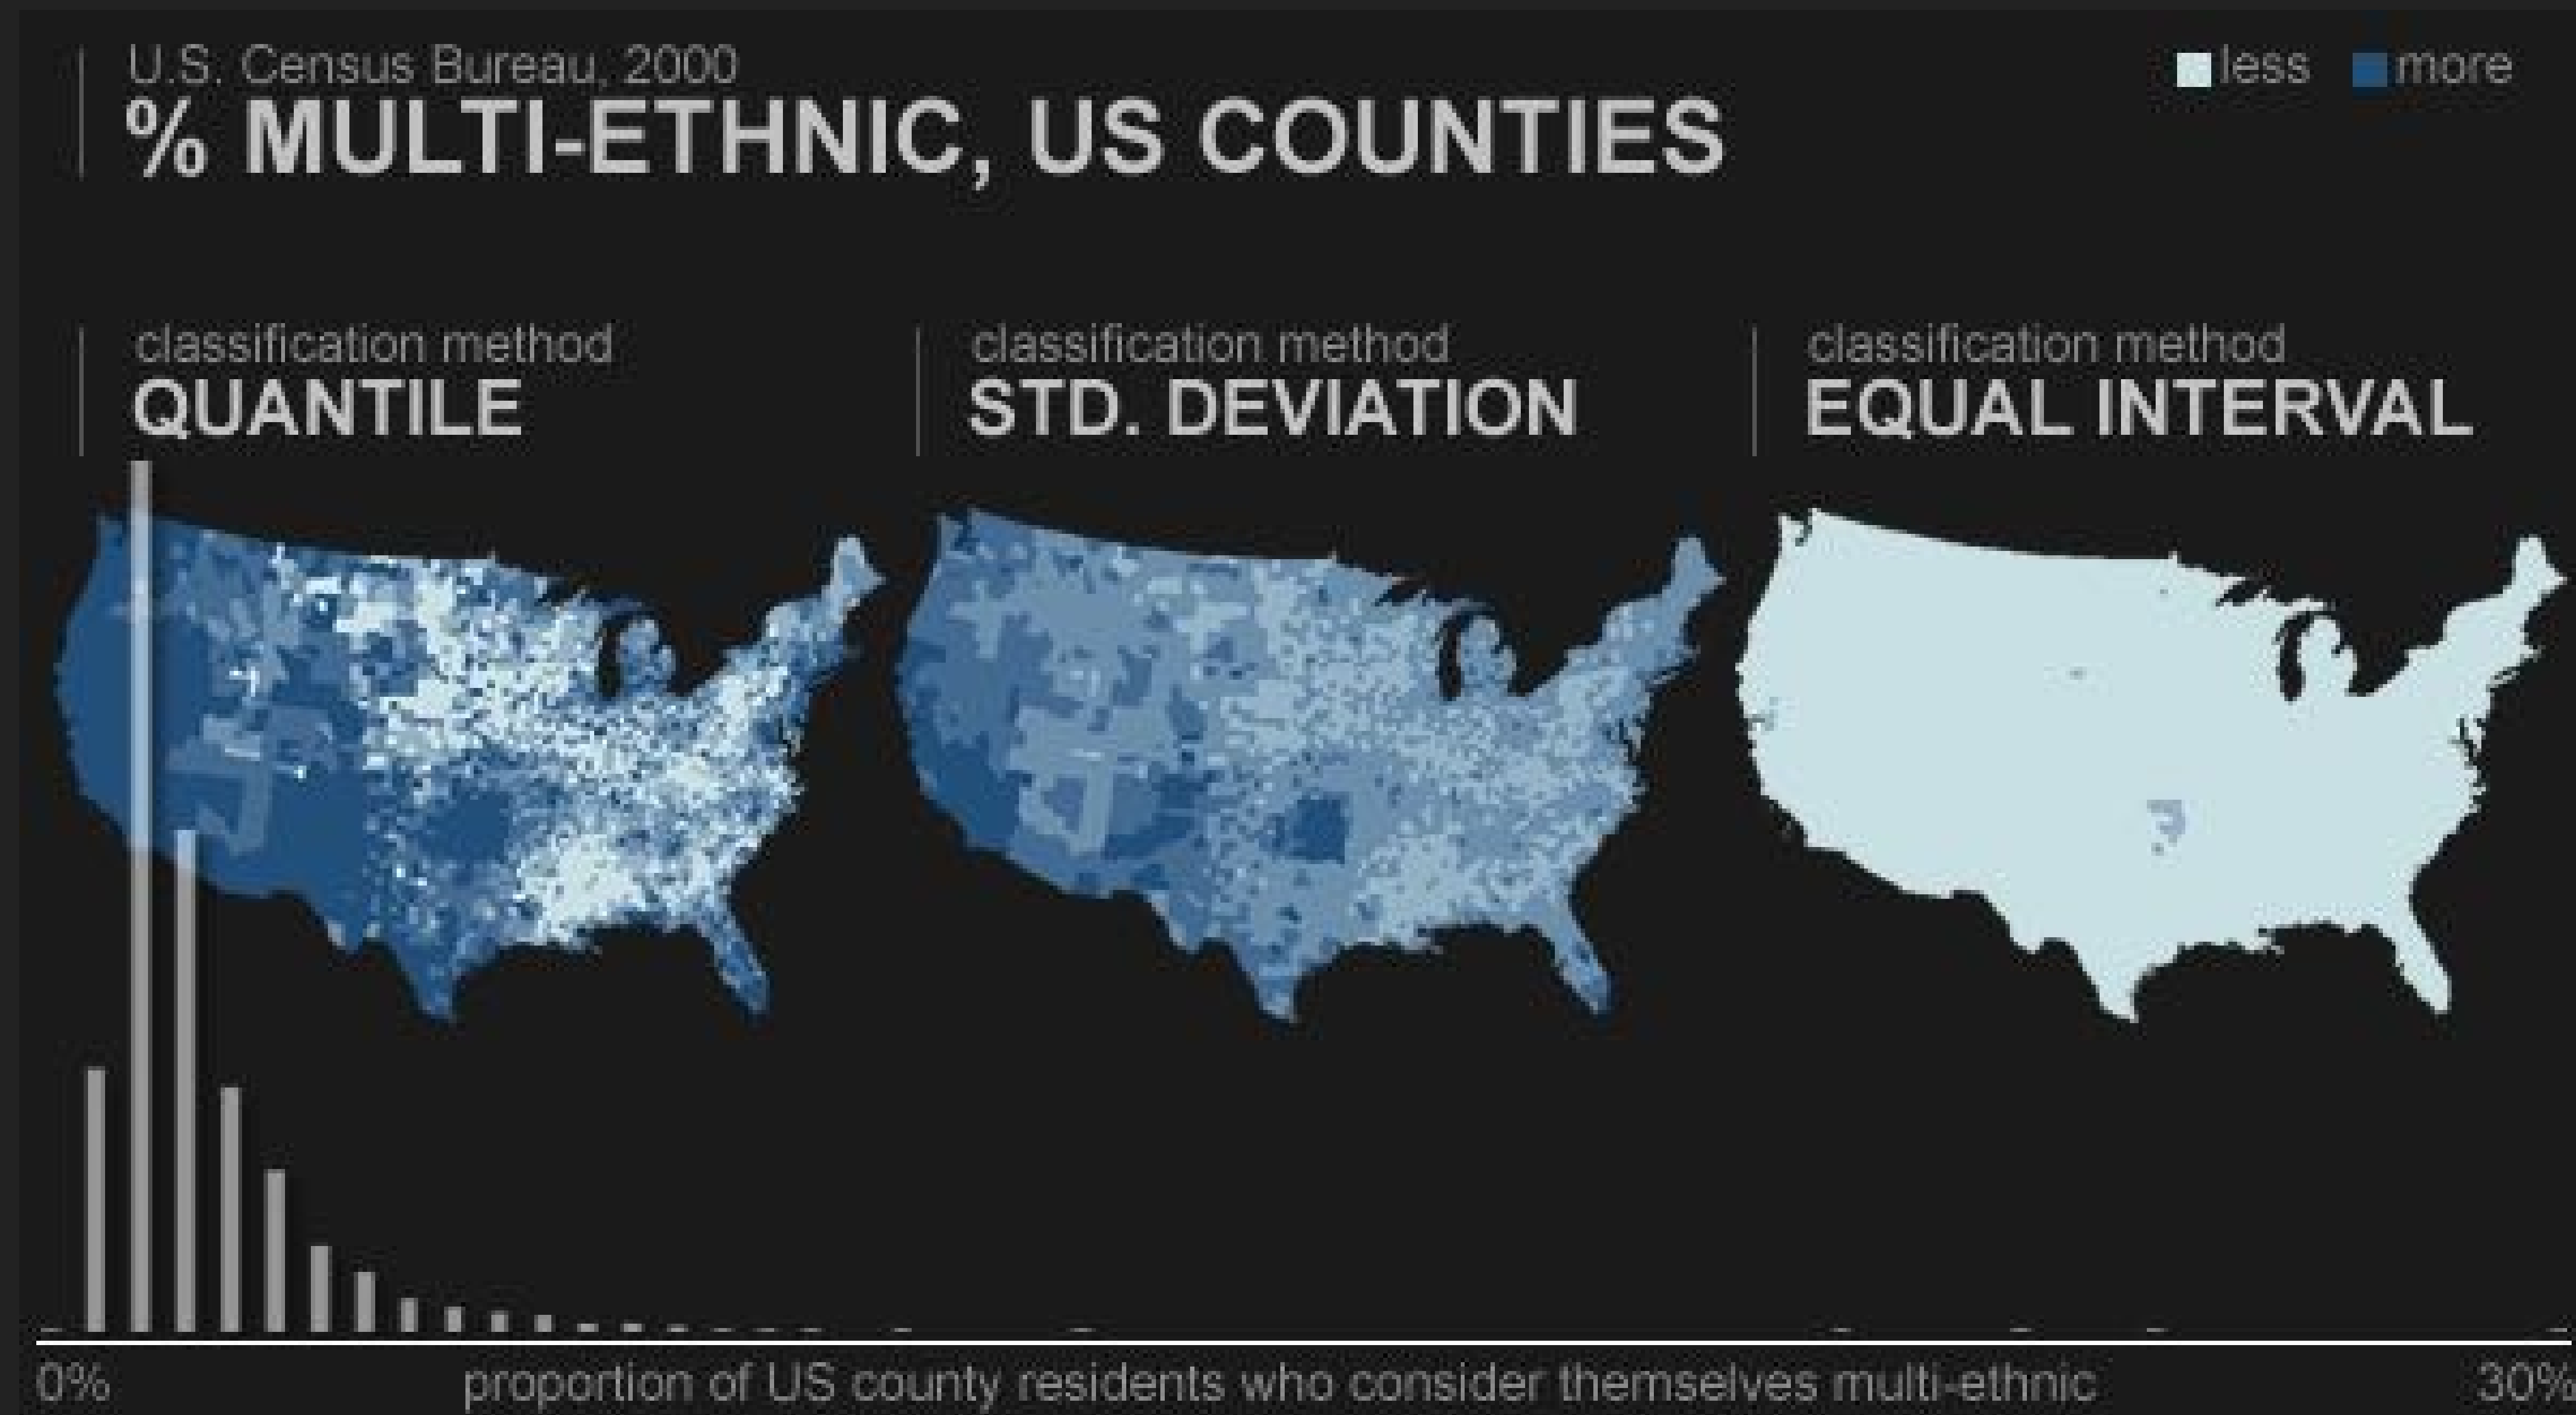 U.S. Census Bureau, 2000
% MULTI-ETHNIC, US COUNTIES
less more
classification method
QUANTILE
classification method
STD. DEVIATION
classification method
EQUAL INTERVAL
0% proportion of US county residents who consider themselves multi-ethnic 30%